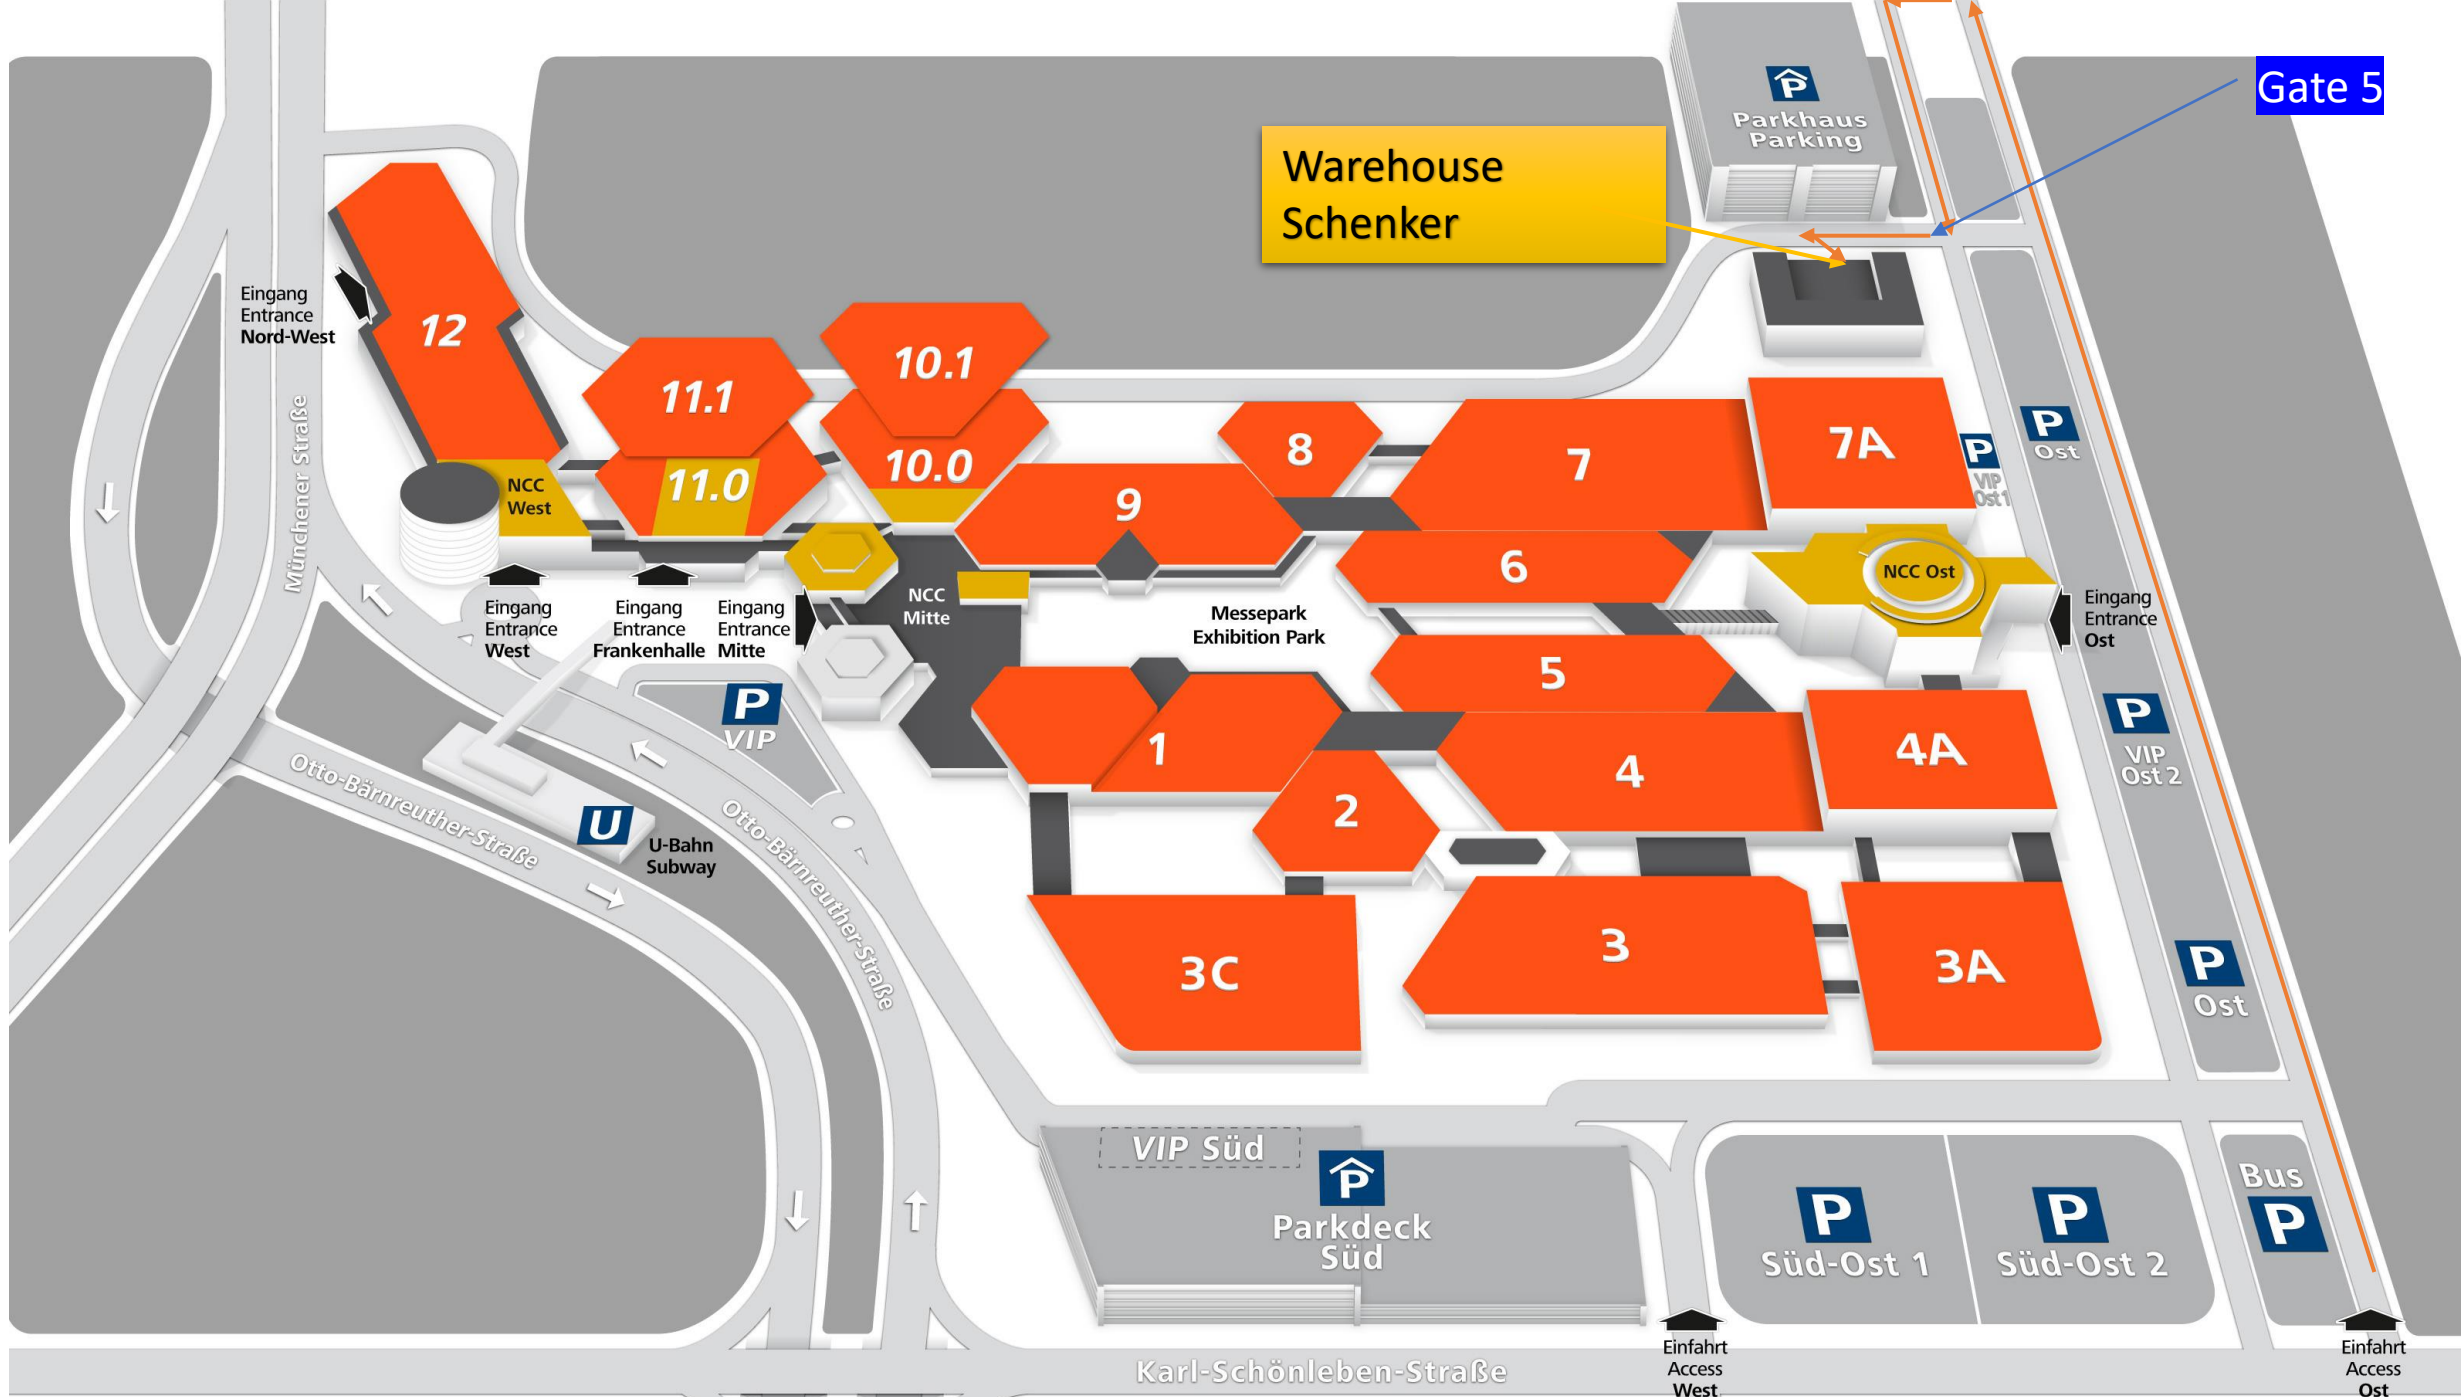 Gate 5
Parkhaus
Parking
Warehouse
Schenker
Eingang
Entrance
Nord-West
12
11.1
10.1
11.0
10.0
9
8
7
7A
P
Ost
P
VIP
Ost 1
NCC
West
Münchener Straße
6
NCC Ost
Eingang
Entrance
Ost
Eingang
Entrance
West
Eingang
Entrance
Frankenhalle
Eingang
Entrance
Mitte
NCC
Mitte
Messepark
Exhibition Park
5
P
VIP
1
4
4A
P
VIP
Ost 2
2
Otto-Bärnreuther-Straße
U
U-Bahn
Subway
Otto-Bärnreuther-Straße
3C
3
3A
P
Ost
VIP Süd
P
Parkdeck
Süd
P
Süd-Ost 1
P
Süd-Ost 2
Bus
P
Karl-Schönleben-Straße
Einfahrt
Access
West
Einfahrt
Access
Ost